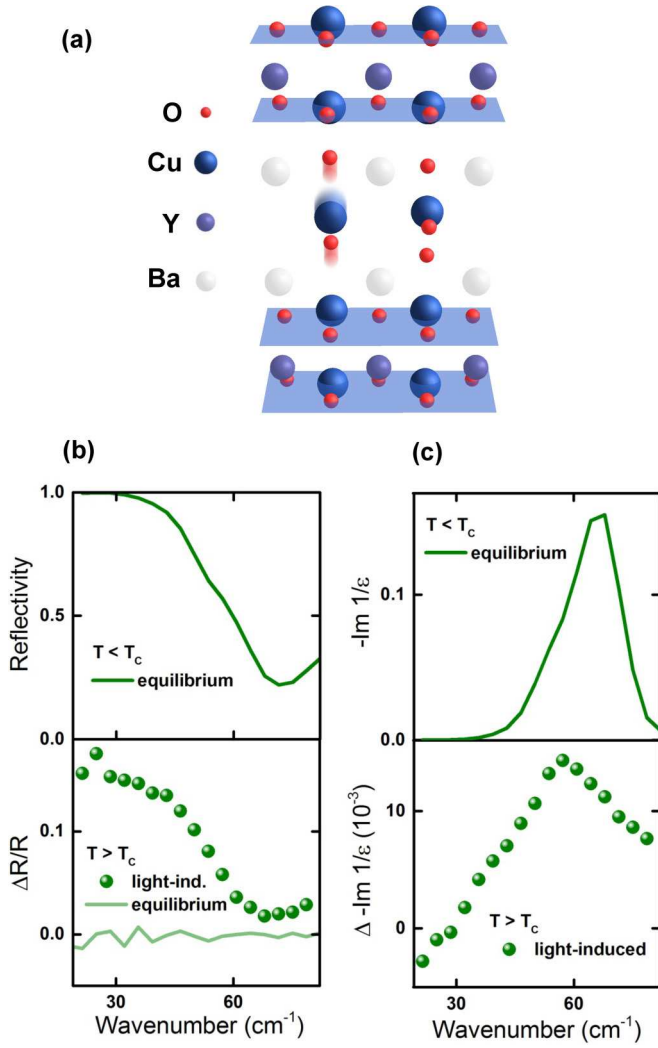 (a)
O
Cu
Y
Ba
(b)
(c)
1.0
0.5
0.0
Reflectivity
T < T_C
equilibrium
0.1
0.0
ΔR/R
T > T_C
light-ind.
equilibrium
30
60
Wavenumber (cm⁻¹)
0.1
-Im 1/ε
T < T_C
equilibrium
10
0
Δ -Im 1/ε (10⁻³)
T > T_C
light-induced
30
60
Wavenumber (cm⁻¹)